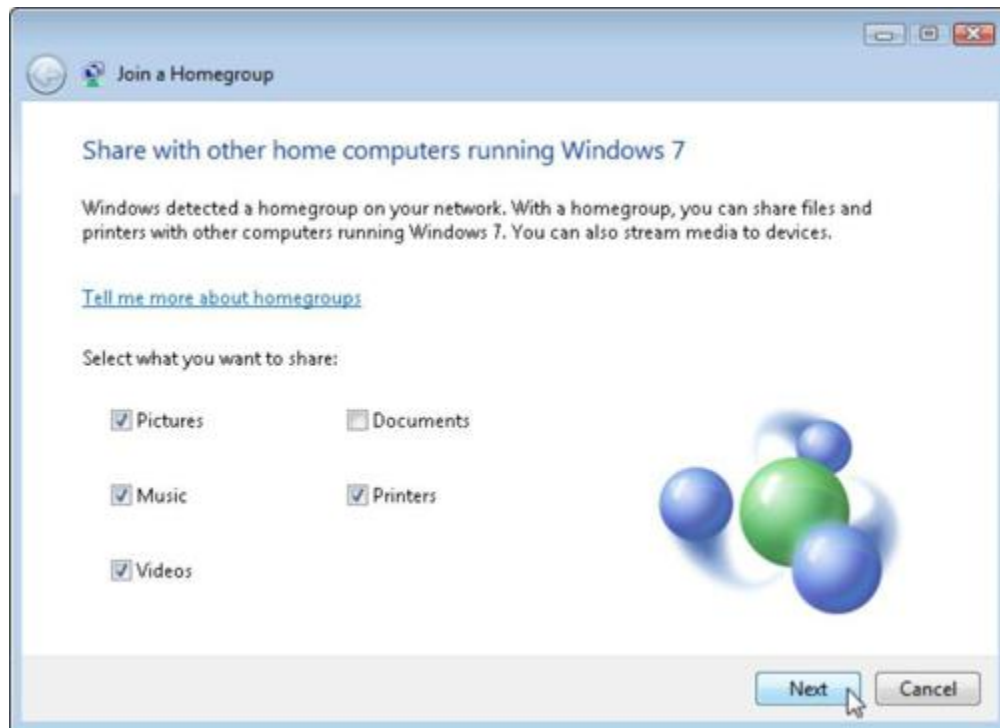 Join a Homegroup
Share with other home computers running Windows 7
Windows detected a homegroup on your network. With a homegroup, you can share files and
printers with other computers running Windows 7. You can also stream media to devices.
Tell me more about homegroups
Select what you want to share:
Pictures Documents
Music Printers
Videos
Next Cancel